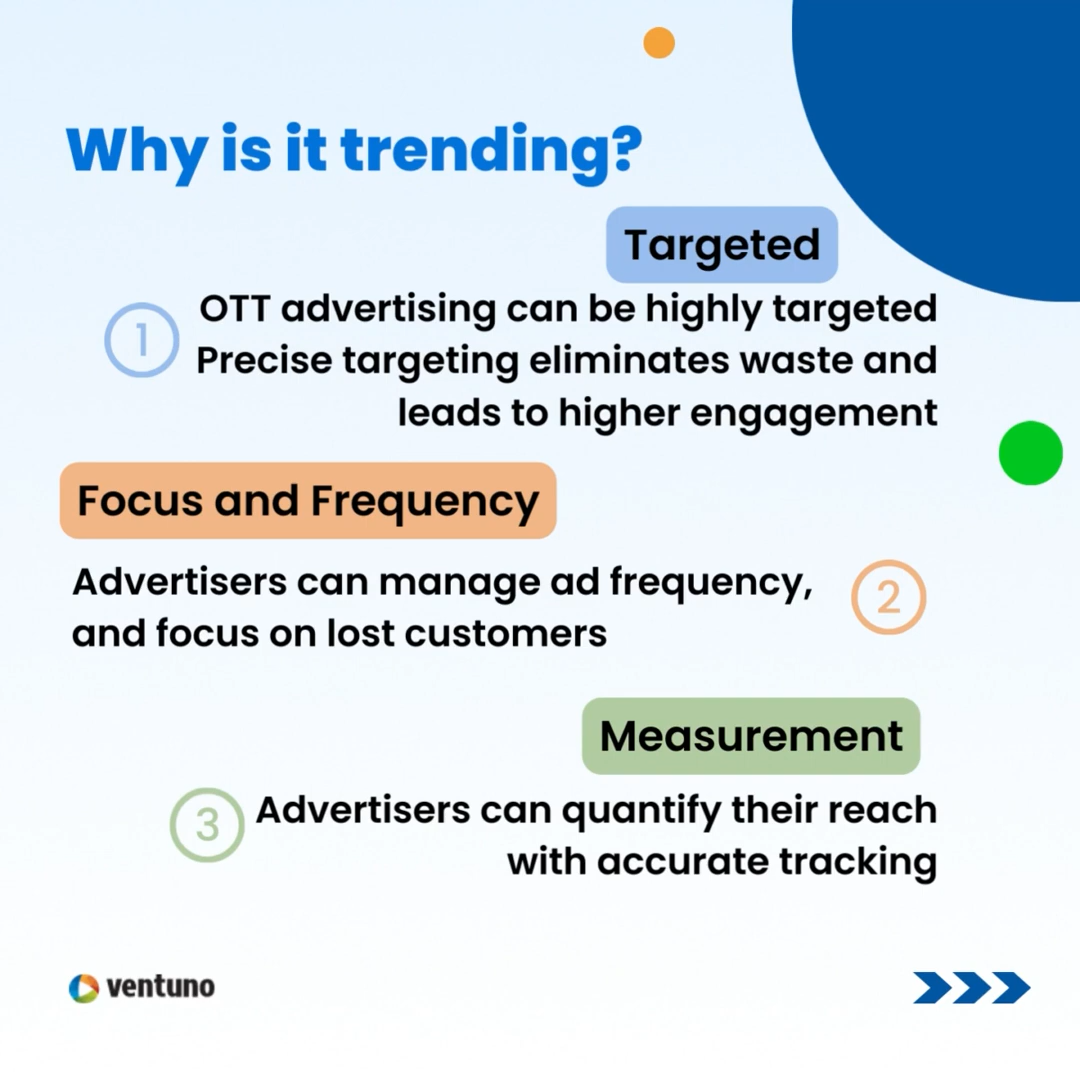 Why is it trending?
Targeted
1
OTT advertising can be highly targeted
Precise targeting eliminates waste and
leads to higher engagement
Focus and Frequency
Advertisers can manage ad frequency,
and focus on lost customers
2
Measurement
3
Advertisers can quantify their reach
with accurate tracking
ventuno